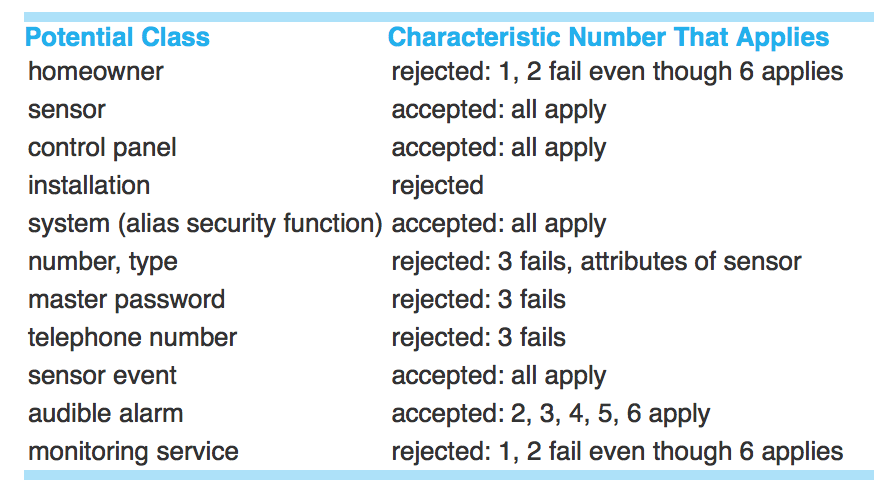 Potential Class Characteristic Number That Applies
homeowner rejected: 1, 2 fail even though 6 applies
sensor accepted: all apply
control panel accepted: all apply
installation rejected
system (alias security function) accepted: all apply
number, type rejected: 3 fails, attributes of sensor
master password rejected: 3 fails
telephone number rejected: 3 fails
sensor event accepted: all apply
audible alarm accepted: 2, 3, 4, 5, 6 apply
monitoring service rejected: 1, 2 fail even though 6 applies